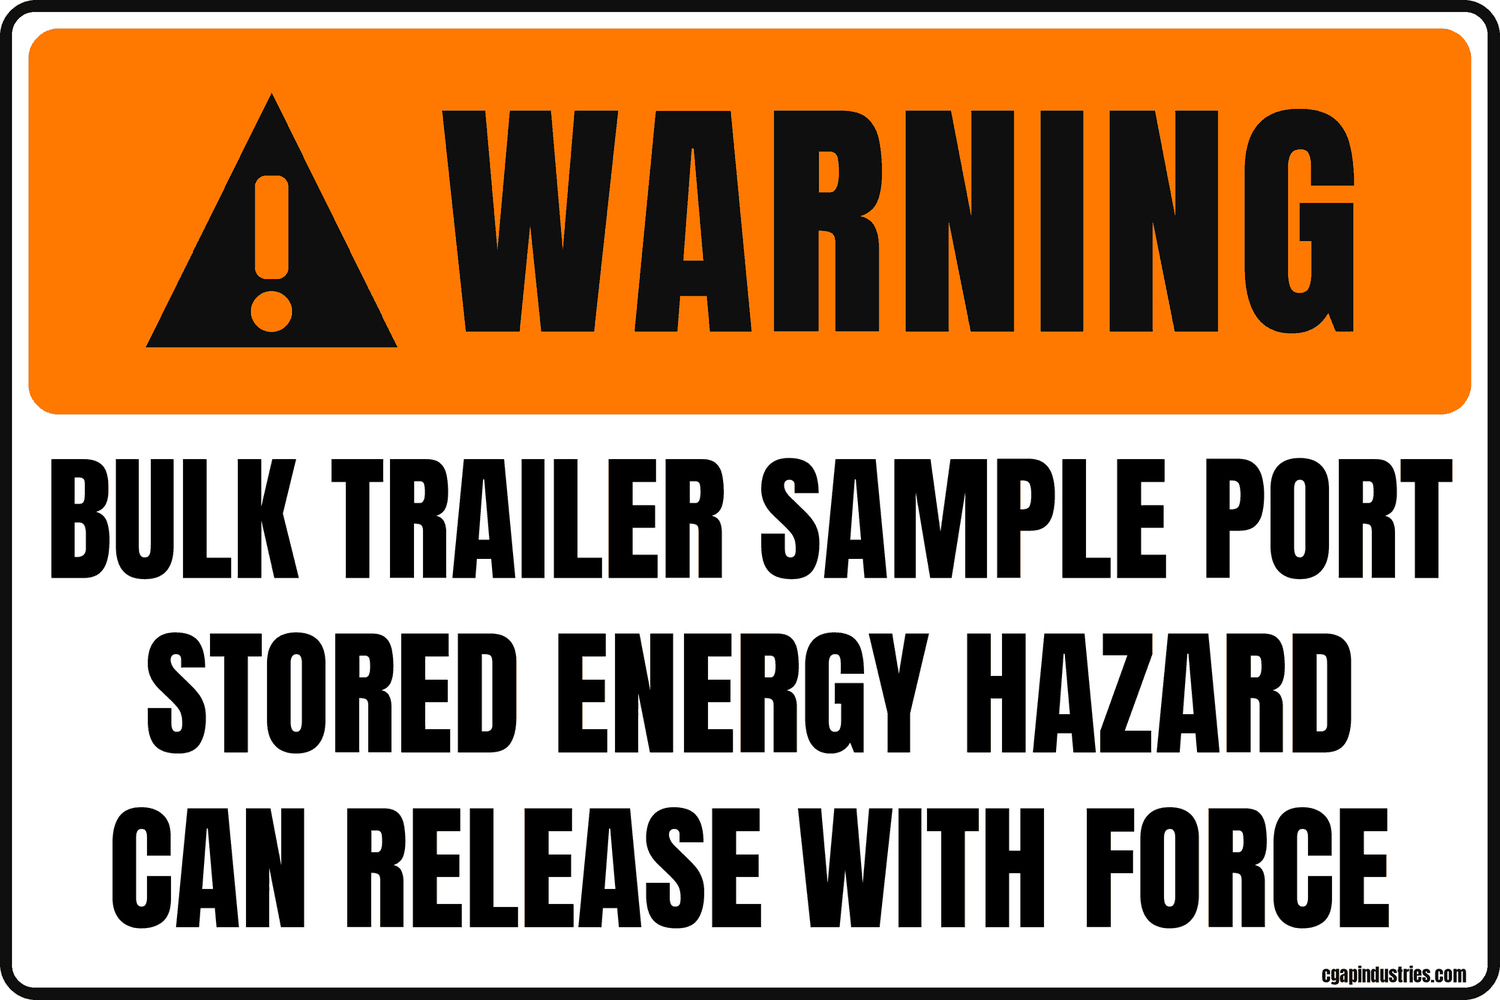 WARNING
BULK TRAILER SAMPLE PORT
STORED ENERGY HAZARD
CAN RELEASE WITH FORCE
cgapindustries.com